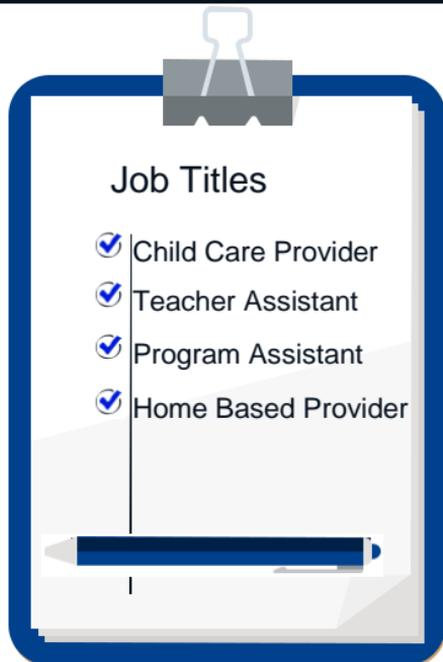 Job Titles
Child Care Provider
Teacher Assistant
Program Assistant
Home Based Provider